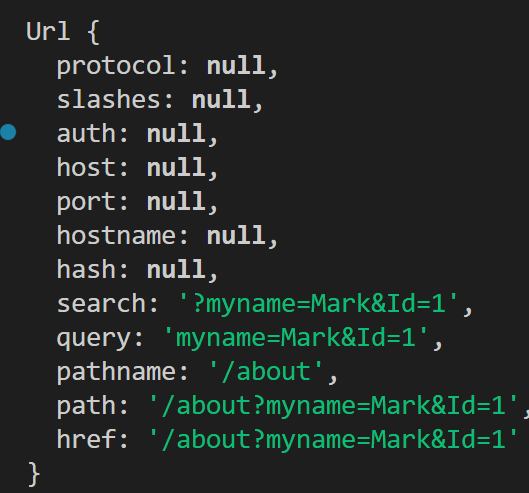 Url {
  protocol: null,
  slashes: null,
  auth: null,
  host: null,
  port: null,
  hostname: null,
  hash: null,
  search: '?myname=Mark&Id=1',
  query: 'myname=Mark&Id=1',
  pathname: '/about',
  path: '/about?myname=Mark&Id=1',
  href: '/about?myname=Mark&Id=1'
}